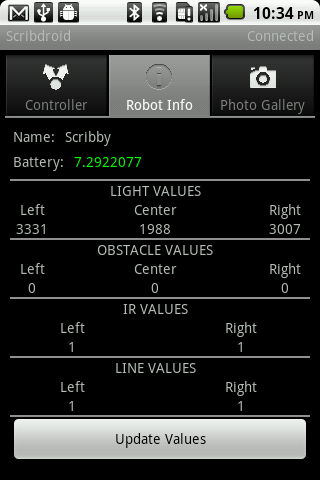 10:34 PM
Scribdroid Connected
Controller Robot Info Photo Gallery
Name: Scribby
Battery: 7.2922077
LIGHT VALUES
Left Center Right
3331 1988 3007
OBSTACLE VALUES
Left Center Right
0 0 0
IR VALUES
Left Right
1 1
LINE VALUES
Left Right
1 1
Update Values